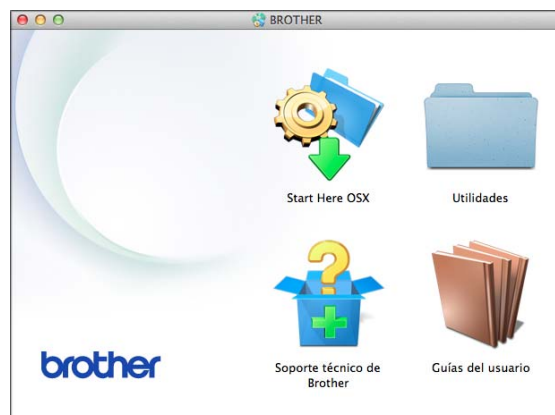 BROTHER
Start Here OSX
Utilidades
Soporte técnico de
Brother
Guías del usuario
brother